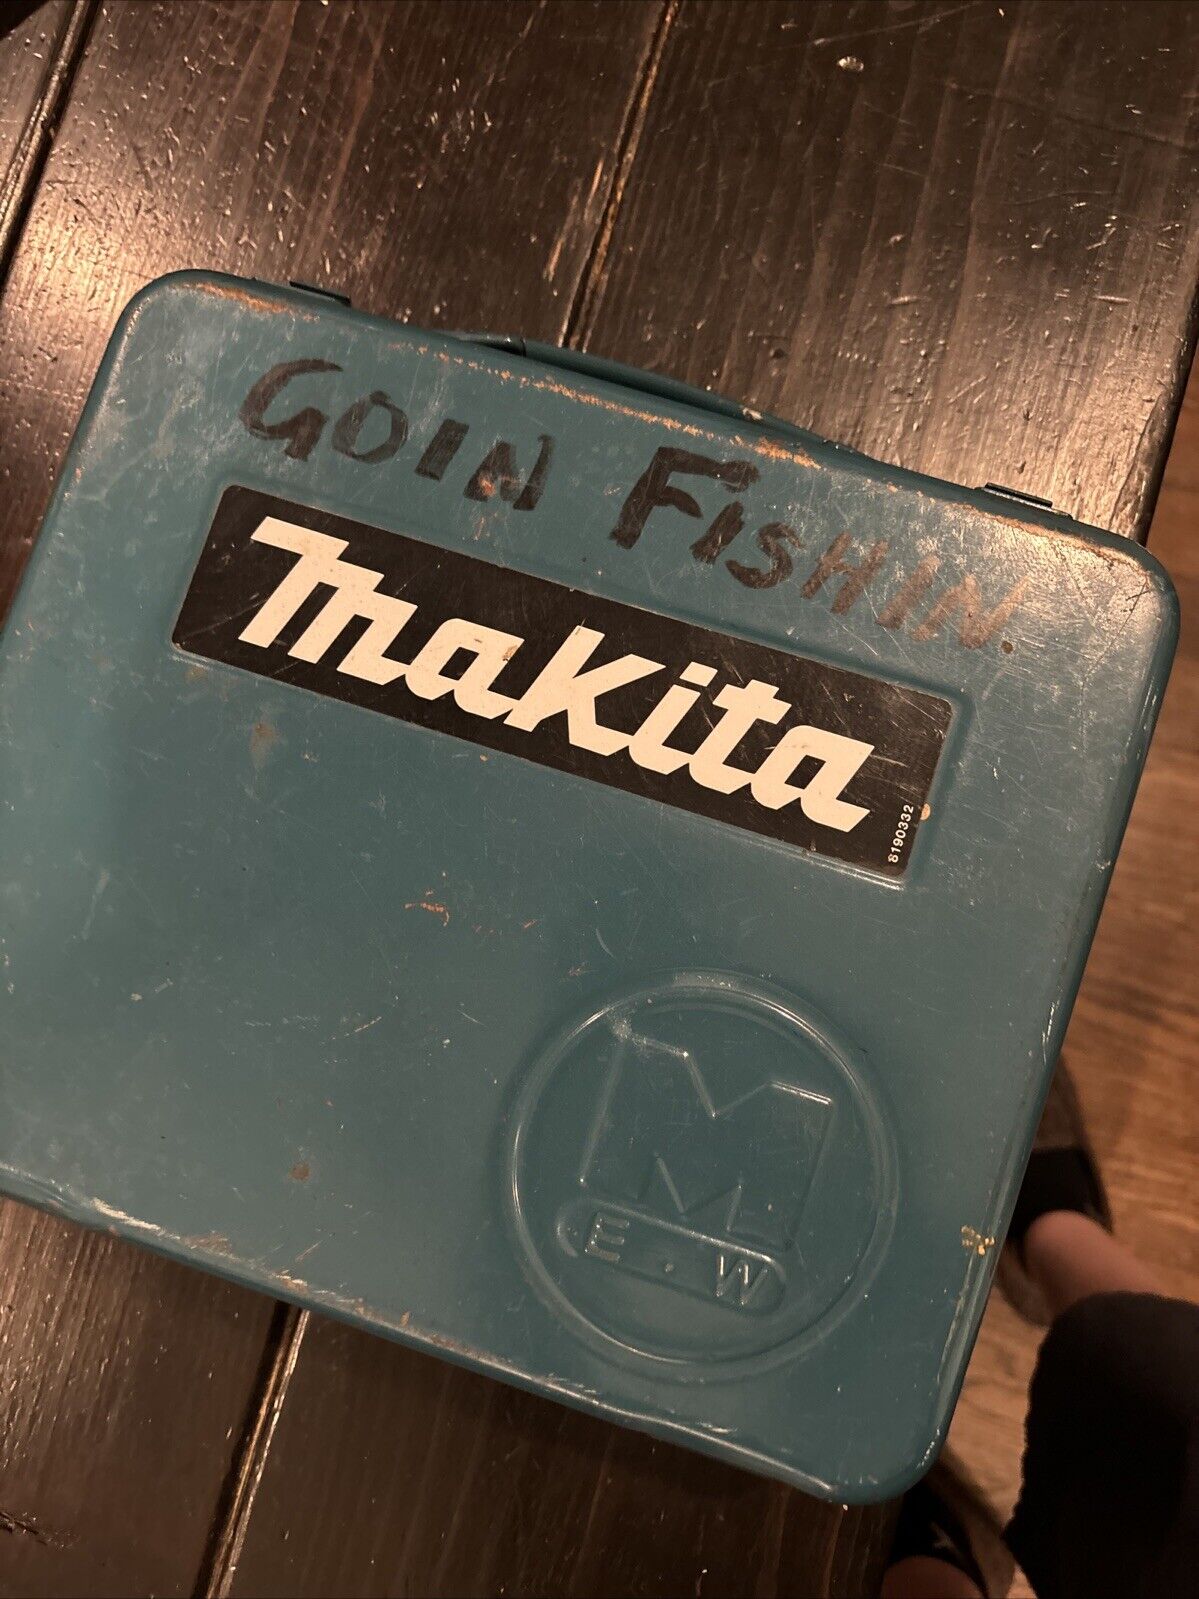 GOIN FISHIN.
makita
8190332
M
E.W